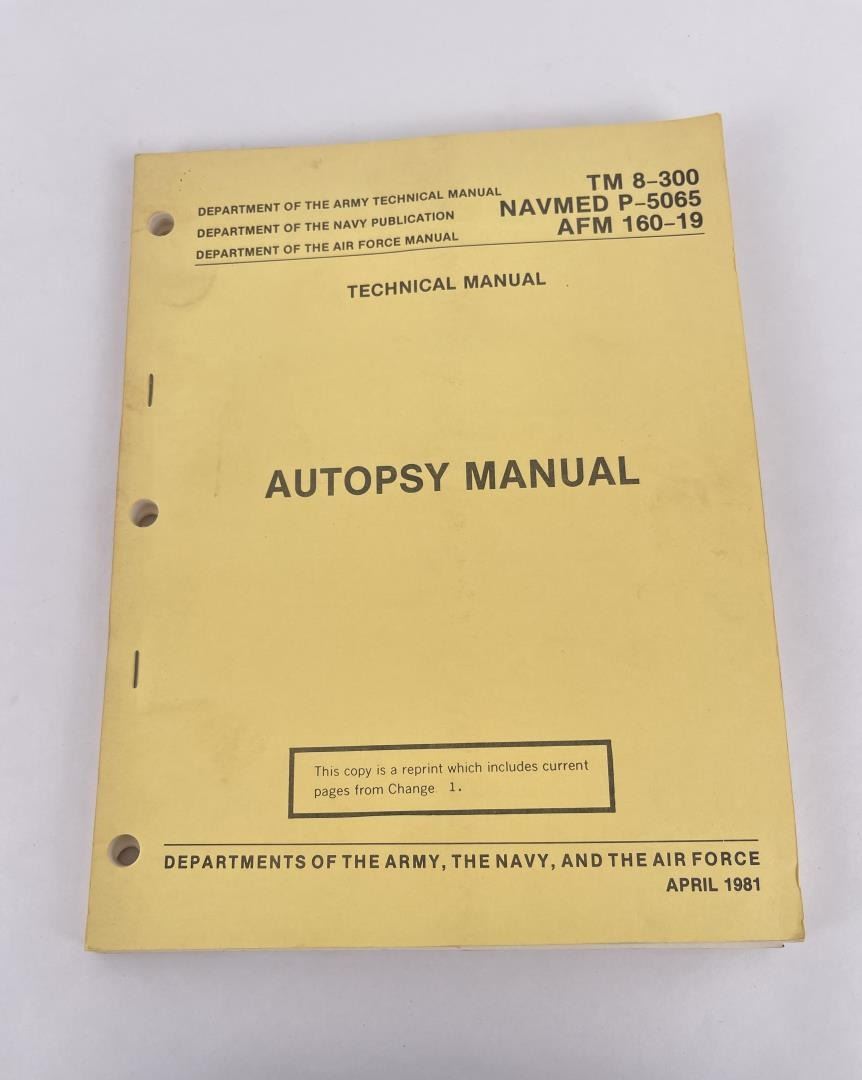 DEPARTMENT OF THE ARMY TECHNICAL MANUAL
DEPARTMENT OF THE NAVY PUBLICATION
DEPARTMENT OF THE AIR FORCE MANUAL
TM 8-300
NAVMED P-5065
AFM 160-19
TECHNICAL MANUAL
AUTOPSY MANUAL
This copy is a reprint which includes current
pages from Change 1.
DEPARTMENTS OF THE ARMY, THE NAVY, AND THE AIR FORCE
APRIL 1981